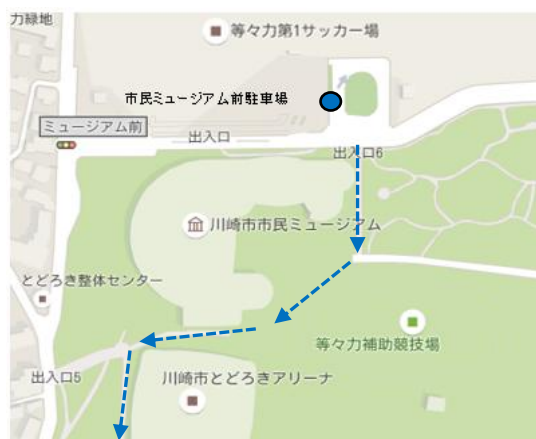 力緑地
等々力第1サッカー場
市民ミュージアム前駐車場
ミュージアム前
出入口
出入口6
川崎市市民ミュージアム
とどろき整体センター
等々力補助競技場
出入口5
川崎市とどろきアリーナ